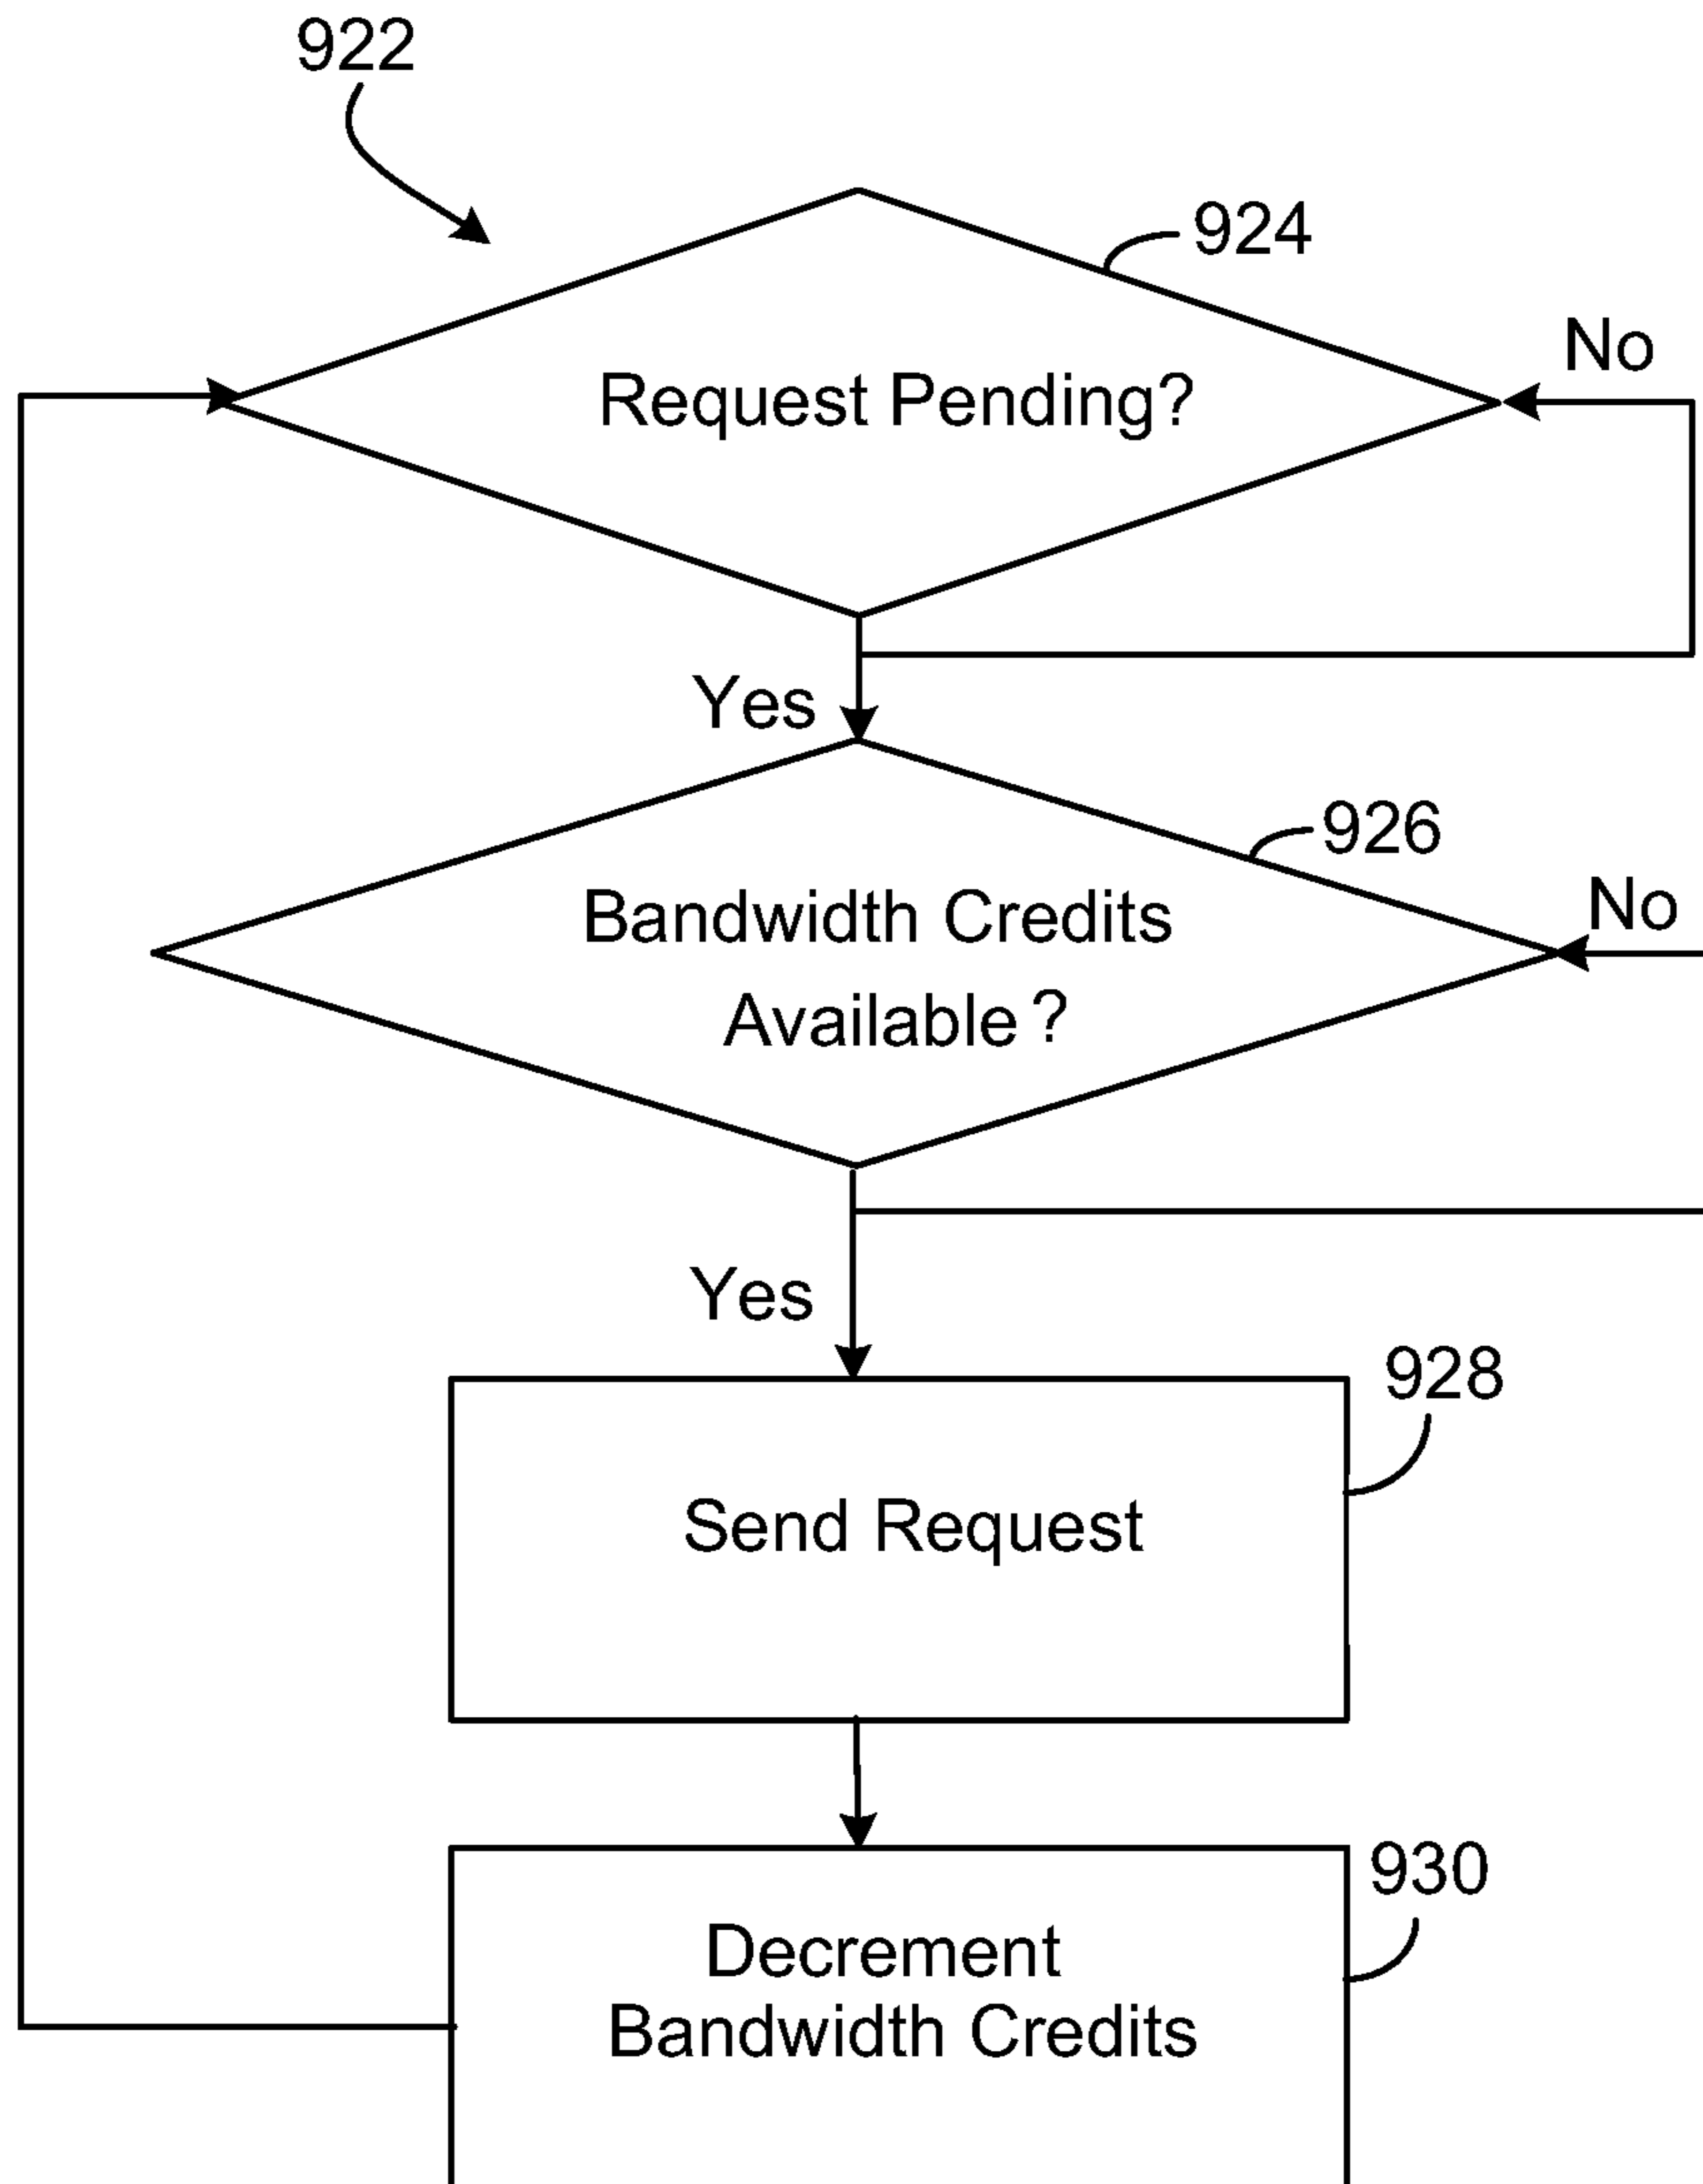 922
924
No
Request Pending?
Yes
926
No
Bandwidth Credits
Available ?
Yes
928
Send Request
930
Decrement
Bandwidth Credits